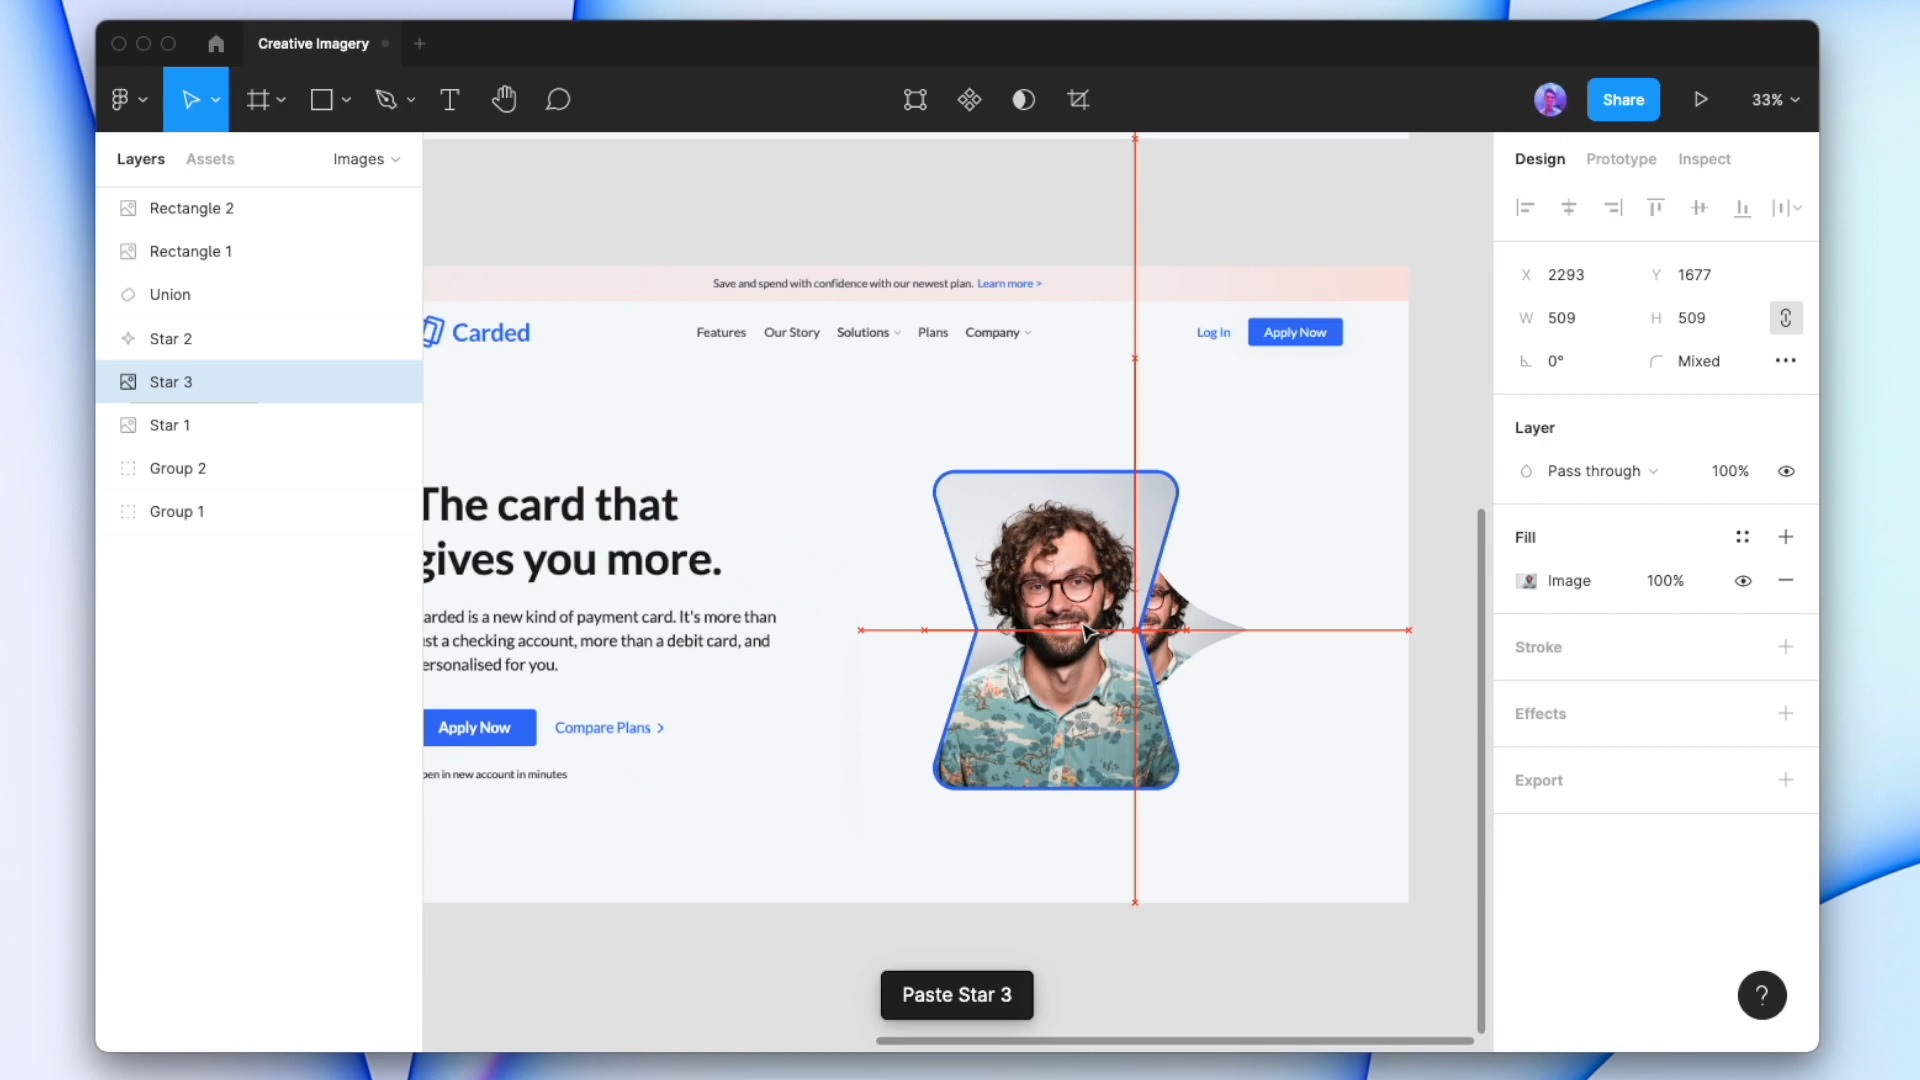 Creative Imagery
Share
33%
Layers
Assets
Images
Rectangle 2
Rectangle 1
Union
Star 2
Star 3
Star 1
Group 2
Group 1
Save and spend with confidence with our newest plan. Learn more >
Carded
Features
Our Story
Solutions
Plans
Company
Log In
Apply Now
The card that
gives you more.
arded is a new kind of payment card. It's more than
st a checking account, more than a debit card, and
ersonalised for you.
Apply Now
Compare Plans >
pen in new account in minutes
Paste Star 3
Design
Prototype
Inspect
X 2293
Y 1677
W 509
H 509
0°
Mixed
Layer
Pass through
100%
Fill
Image
100%
Stroke
Effects
Export
?